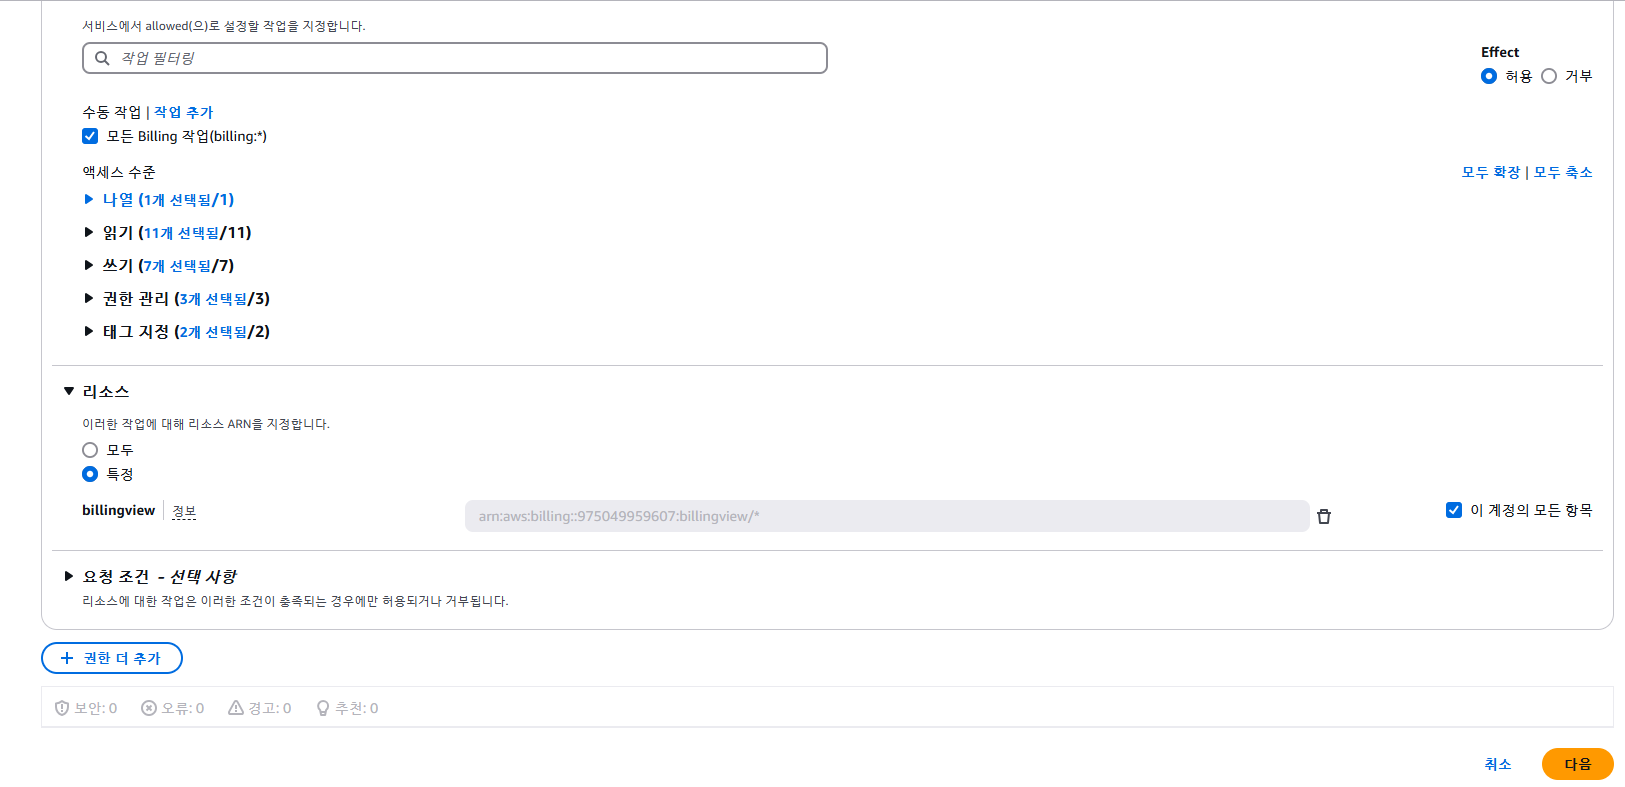 서비스에서 allowed(으)로 설정할 작업을 지정합니다.
작업 필터링
Effect
허용 거부
수동 작업 | 작업 추가
모든 Billing 작업(billing:*)
액세스 수준
모두 확장 | 모두 축소
나열 (1개 선택됨/1)
읽기 (11개 선택됨/11)
쓰기 (7개 선택됨/7)
권한 관리 (3개 선택됨/3)
태그 지정 (2개 선택됨/2)
리소스
이러한 작업에 대해 리소스 ARN을 지정합니다.
모두
특정
billingview 정보 arn:aws:billing::975049959607:billingview/* 이 계정의 모든 항목
요청 조건 - 선택 사항
리소스에 대한 작업은 이러한 조건이 충족되는 경우에만 허용되거나 거부됩니다.
권한 더 추가
보안: 0 오류: 0 경고: 0 추천: 0
취소 다음